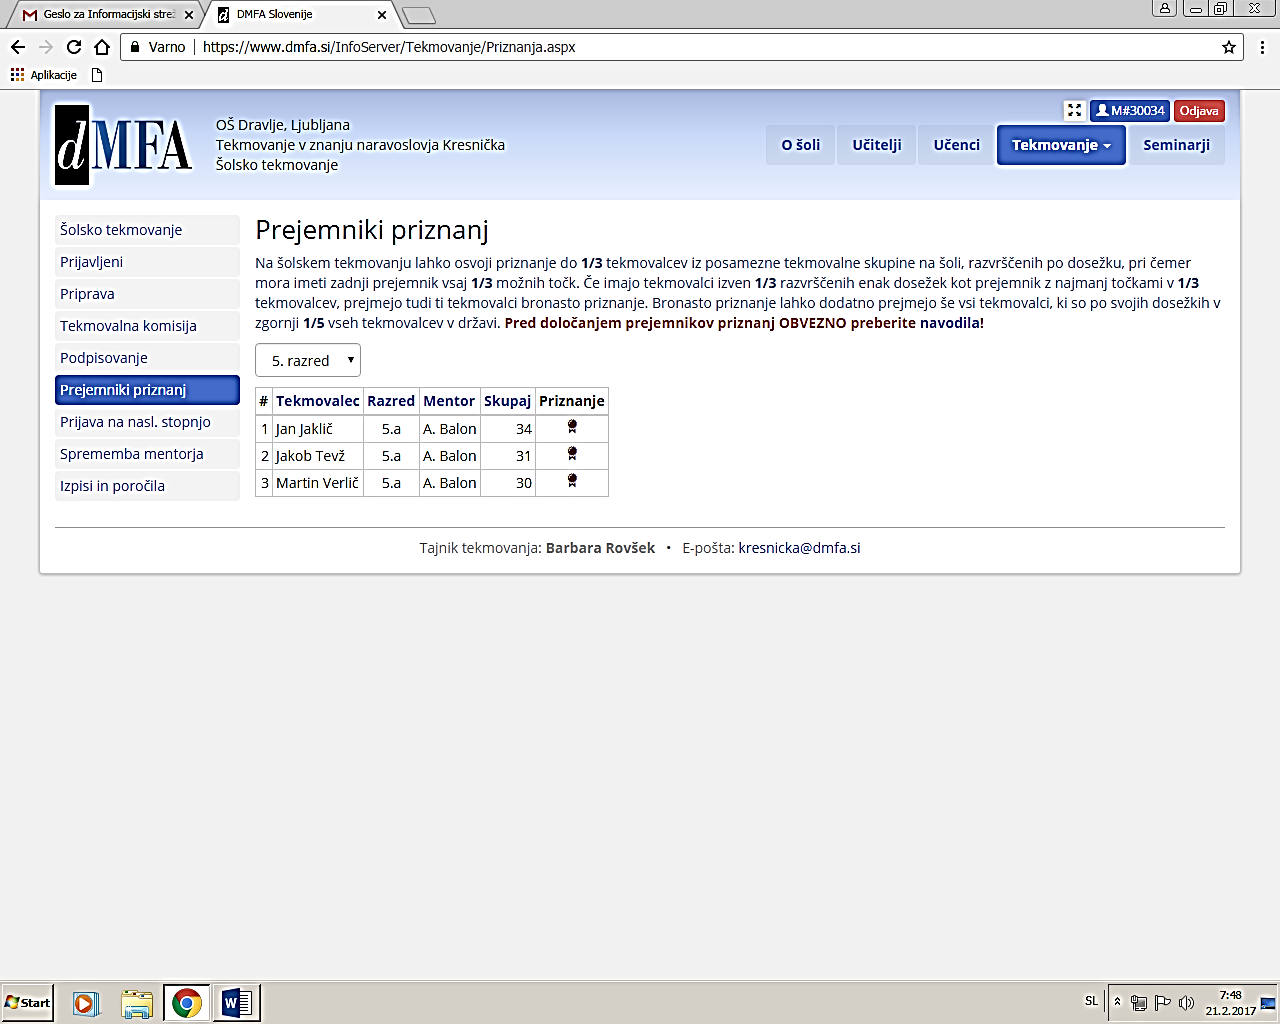 Geslo za Informacijski strež
DMFA Slovenije
Varno
https://www.dmfa.si/InfoServer/Tekmovanje/Priznanja.aspx
Aplikacije
dMFA
OŠ Dravlje, Ljubljana
Tekmovanje v znanju naravoslovja Kresnička
Šolsko tekmovanje
M#30034
Odjava
O šoli
Učitelji
Učenci
Tekmovanje
Seminarji
Šolsko tekmovanje
Prijavljeni
Priprava
Tekmovalna komisija
Podpisovanje
Prejemniki priznanj
Prijava na nasl. stopnjo
Sprememba mentorja
Izpisi in poročila
Prejemniki priznanj
Na šolskem tekmovanju lahko osvoji priznanje do 1/3 tekmovalcev iz posamezne tekmovalne skupine na šoli, razvrščenih po dosežku, pri čemer
mora imeti zadnji prejemnik vsaj 1/3 možnih točk. Če imajo tekmovalci izven 1/3 razvrščenih enak dosežek kot prejemnik z najmanj točkami v 1/3
tekmovalcev, prejmejo tudi ti tekmovalci bronasto priznanje. Bronasto priznanje lahko dodatno prejmejo še vsi tekmovalci, ki so po svojih dosežkih v
zgornji 1/5 vseh tekmovalcev v državi. Pred določanjem prejemnikov priznanj OBVEZNO preberite navodila!
5. razred
# Tekmovalec Razred Mentor Skupaj Priznanje
1 Jan Jaklič 5.a A. Balon 34
2 Jakob Tevž 5.a A. Balon 31
3 Martin Verlič 5.a A. Balon 30
Tajnik tekmovanja: Barbara Rovšek • E-pošta: kresnicka@dmfa.si
Start
SL
7:48
21.2.2017